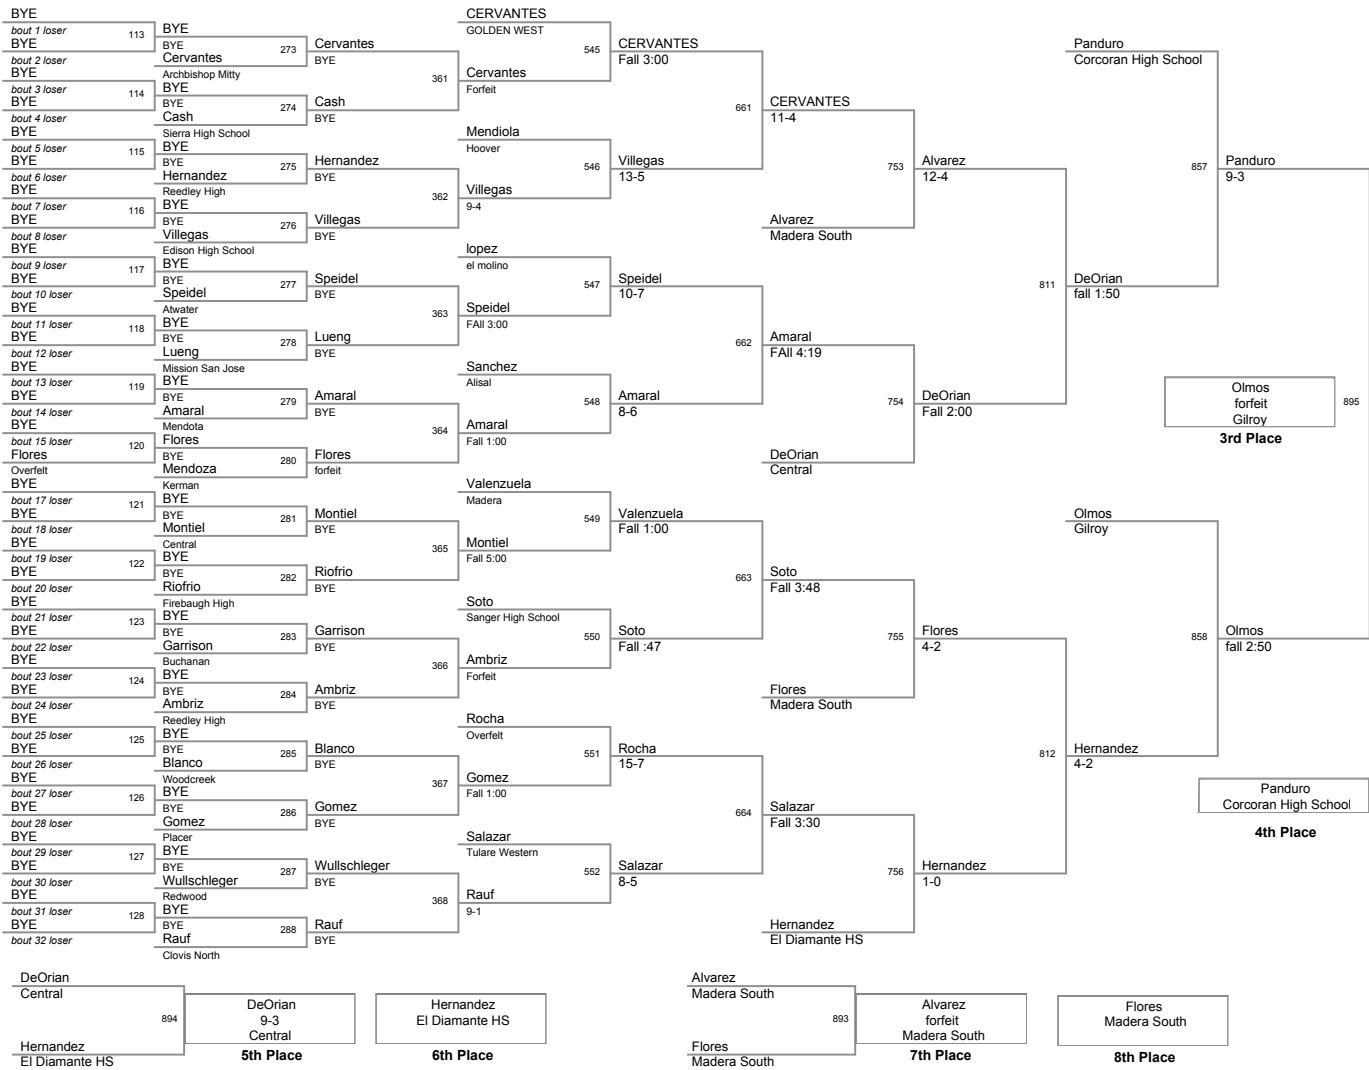 BYE
bout 1 loser
BYE
bout 2 loser
BYE
bout 3 loser
BYE
bout 4 loser
BYE
bout 5 loser
BYE
bout 6 loser
BYE
bout 7 loser
BYE
bout 8 loser
BYE
bout 9 loser
BYE
bout 10 loser
BYE
bout 11 loser
BYE
bout 12 loser
BYE
bout 13 loser
BYE
bout 14 loser
BYE
bout 15 loser
Flores
Overfelt
BYE
bout 17 loser
BYE
bout 18 loser
BYE
bout 19 loser
BYE
bout 20 loser
BYE
bout 21 loser
BYE
bout 22 loser
BYE
bout 23 loser
BYE
bout 24 loser
BYE
bout 25 loser
BYE
bout 26 loser
BYE
bout 27 loser
BYE
bout 28 loser
BYE
bout 29 loser
BYE
bout 30 loser
BYE
bout 31 loser
BYE
bout 32 loser
113
114
115
116
117
118
119
120
121
122
123
124
125
126
127
128
BYE
BYE
Cervantes
Archbishop Mitty
BYE
BYE
Cash
Sierra High School
BYE
BYE
Hernandez
Reedley High
BYE
BYE
Villegas
Edison High School
BYE
BYE
Speidel
Atwater
BYE
BYE
Lueng
Mission San Jose
BYE
BYE
Amaral
Mendota
Flores
BYE
Mendoza
Kerman
BYE
BYE
Montiel
Central
BYE
BYE
Riofrio
Firebaugh High
BYE
BYE
Garrison
Buchanan
BYE
BYE
Ambriz
Reedley High
BYE
BYE
Blanco
Woodcreek
BYE
BYE
Gomez
Placer
BYE
BYE
Wullschleger
Redwood
BYE
BYE
Rauf
Clovis North
273
274
275
276
277
278
279
280
281
282
283
284
285
286
287
288
Cervantes
BYE
Cash
BYE
Hernandez
BYE
Villegas
BYE
Speidel
BYE
Lueng
BYE
Amaral
BYE
Flores
forfeit
Montiel
BYE
Riofrio
BYE
Garrison
BYE
Ambriz
BYE
Blanco
BYE
Gomez
BYE
Wullschleger
BYE
Rauf
BYE
361
362
363
364
365
366
367
368
CERVANTES
GOLDEN WEST
Cervantes
Forfeit
Mendiola
Hoover
Villegas
9-4
lopez
el molino
Speidel
FAll 3:00
Sanchez
Alisal
Amaral
Fall 1:00
Valenzuela
Madera
Montiel
Fall 5:00
Soto
Sanger High School
Ambriz
Forfeit
Rocha
Overfelt
Gomez
Fall 1:00
Salazar
Tulare Western
Rauf
9-1
545
546
547
548
549
550
551
552
CERVANTES
Fall 3:00
Villegas
13-5
Speidel
10-7
Amaral
8-6
Valenzuela
Fall 1:00
Soto
Fall :47
Rocha
15-7
Salazar
8-5
661
662
663
664
CERVANTES
11-4
Alvarez
Madera South
Amaral
FAll 4:19
DeOrian
Central
Soto
Fall 3:48
Flores
Madera South
Salazar
Fall 3:30
Hernandez
El Diamante HS
753
754
755
756
Alvarez
12-4
DeOrian
Fall 2:00
Flores
4-2
Hernandez
1-0
811
812
Panduro
Corcoran High School
DeOrian
fall 1:50
Olmos
Gilroy
Hernandez
4-2
857
858
Panduro
9-3
Olmos
fall 2:50
Olmos
forfeit
Gilroy
895
3rd Place
Panduro
Corcoran High School
4th Place
DeOrian
Central
894
Hernandez
El Diamante HS
DeOrian
9-3
Central
5th Place
Hernandez
El Diamante HS
6th Place
Alvarez
Madera South
893
Flores
Madera South
Alvarez
forfeit
Madera South
7th Place
Flores
Madera South
8th Place